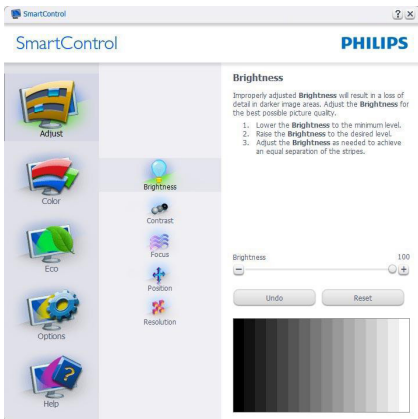 SmartControl
SmartControl
PHILIPS
Adjust
Color
Eco
Options
Help
Brightness
Contrast
Focus
Position
Resolution
Brightness
Improperly adjusted Brightness will result in a loss of
detail in darker image areas. Adjust the Brightness for
the best possible picture quality.
1. Lower the Brightness to the minimum level.
2. Raise the Brightness to the desired level.
3. Adjust the Brightness as needed to achieve
an equal separation of the stripes.
Brightness 100
Undo Reset